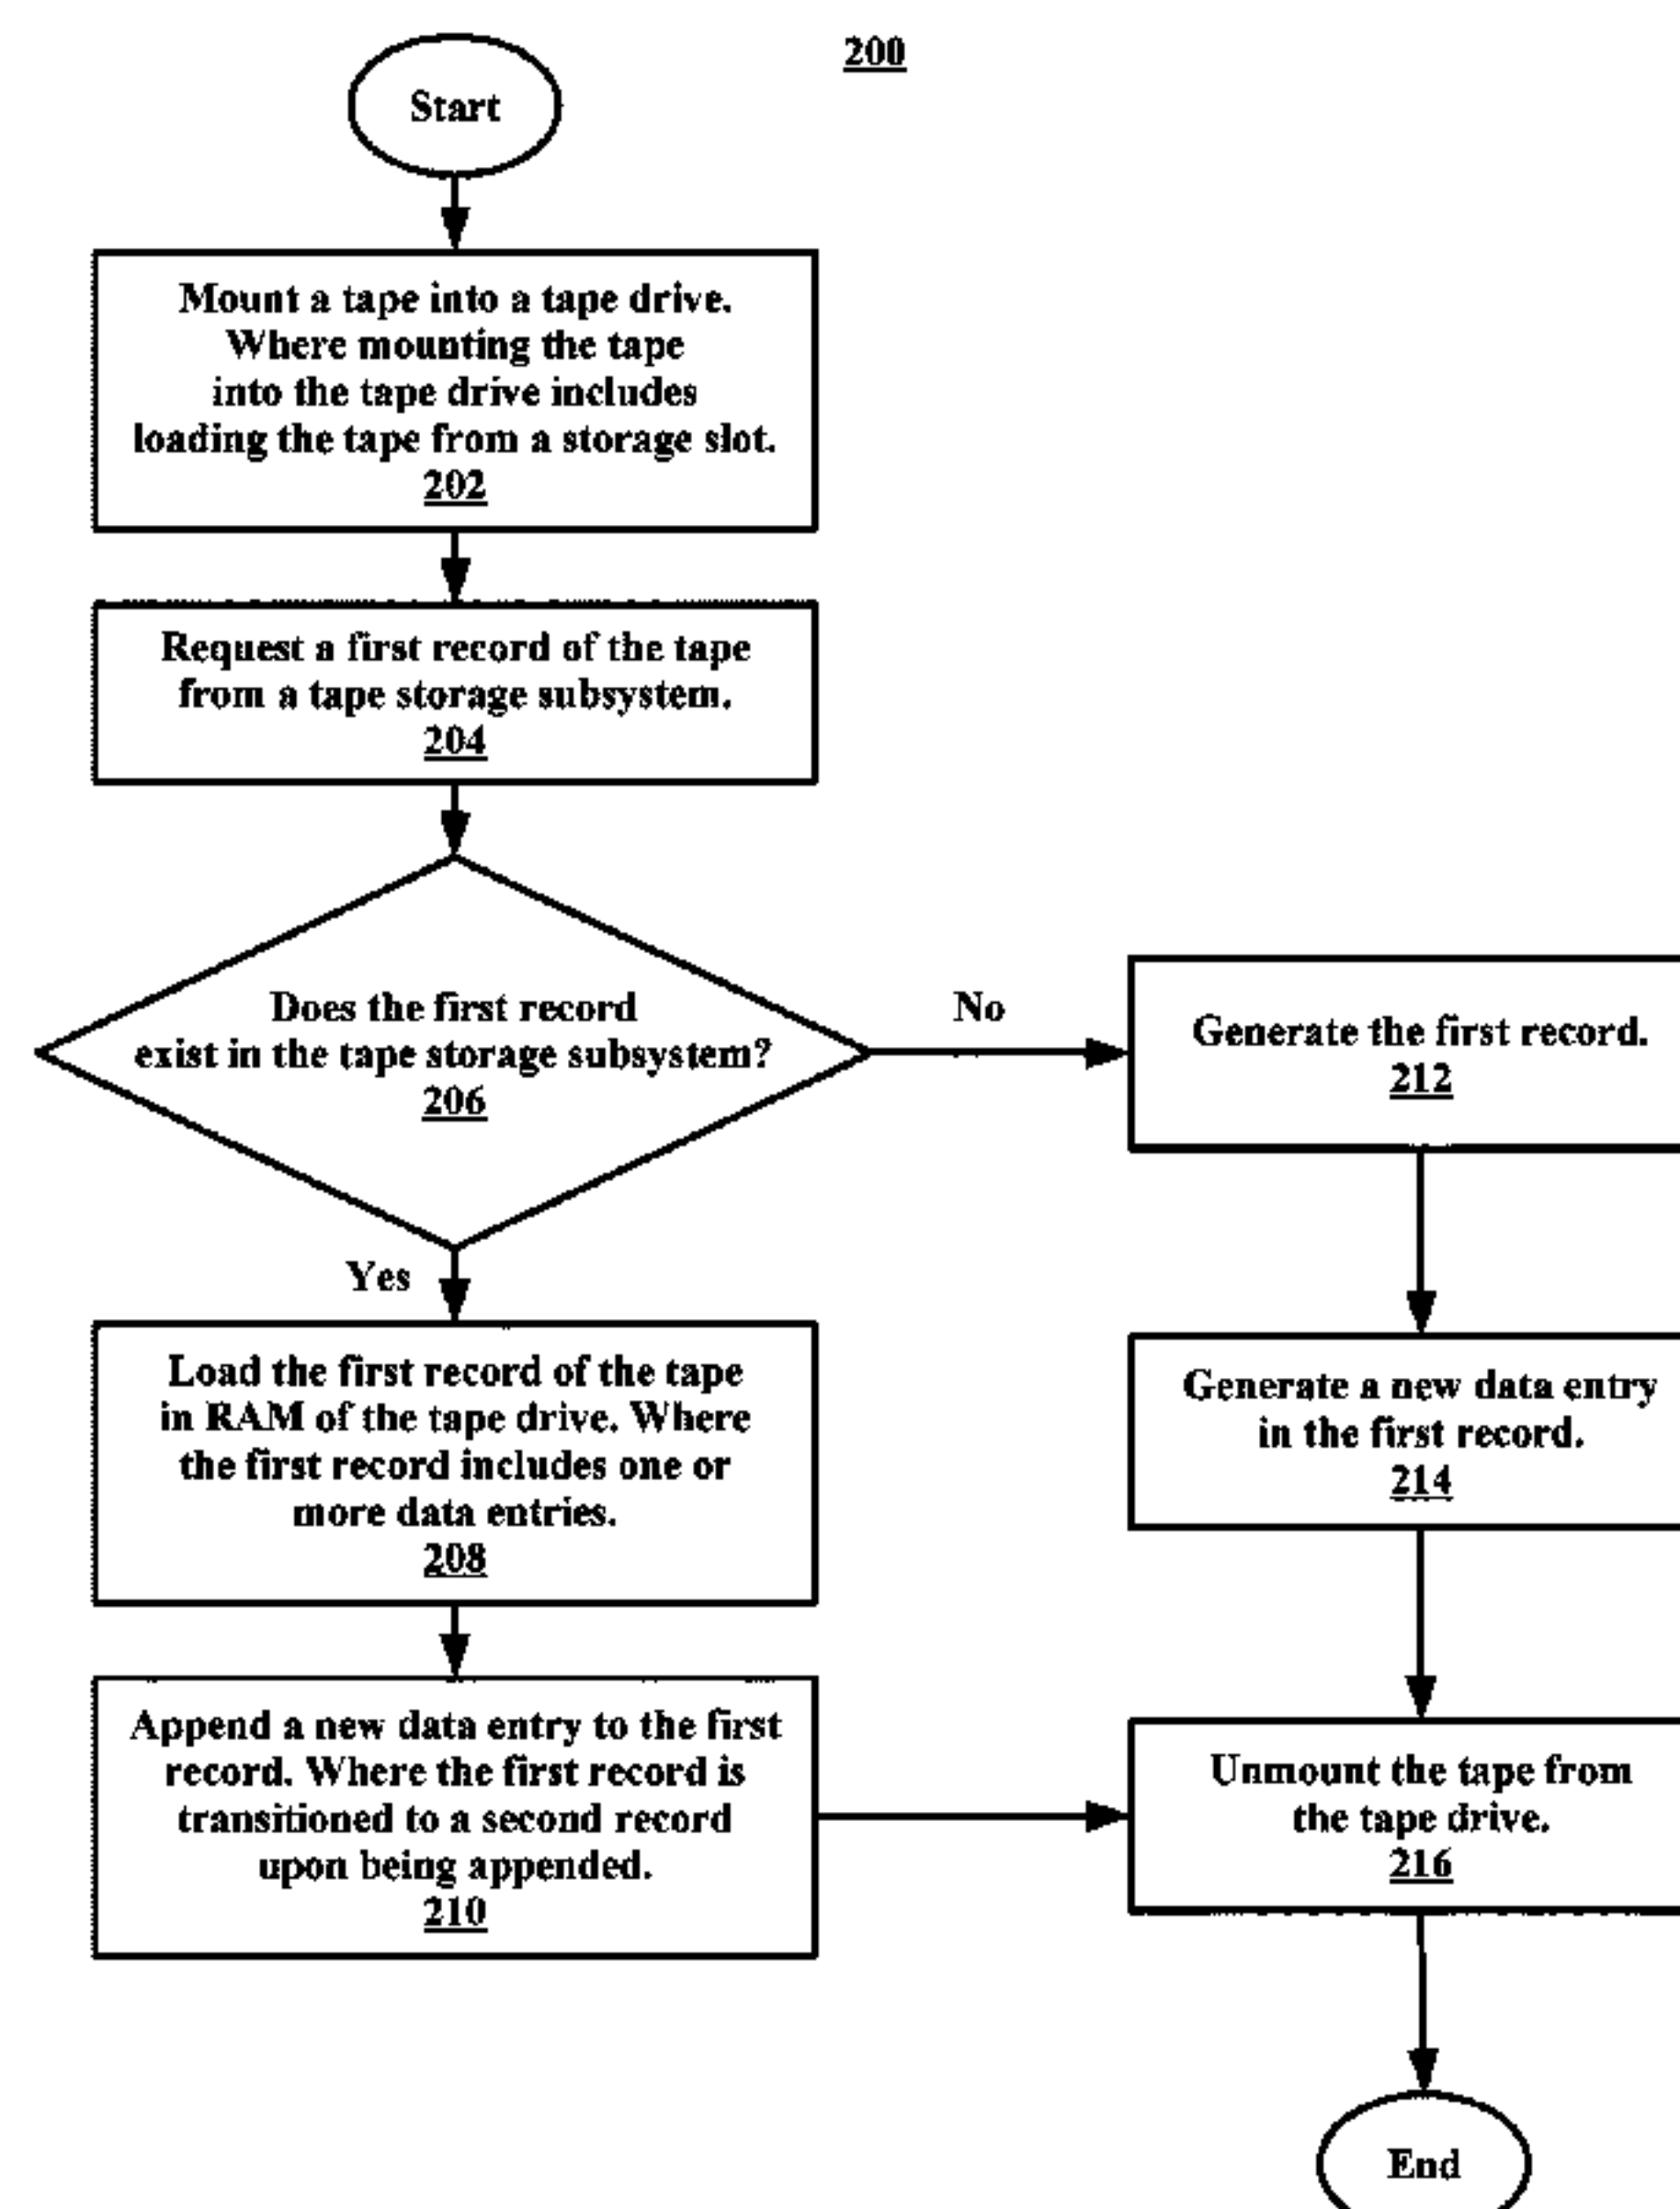 200
Start
Mount a tape into a tape drive.
Where mounting the tape
into the tape drive includes
loading the tape from a storage slot.
202
Request a first record of the tape
from a tape storage subsystem.
204
Does the first record
exist in the tape storage subsystem?
206
No
Yes
Load the first record of the tape
in RAM of the tape drive. Where
the first record includes one or
more data entries.
208
Append a new data entry to the first
record. Where the first record is
transitioned to a second record
upon being appended.
210
Generate the first record.
212
Generate a new data entry
in the first record.
214
Unmount the tape from
the tape drive.
216
End